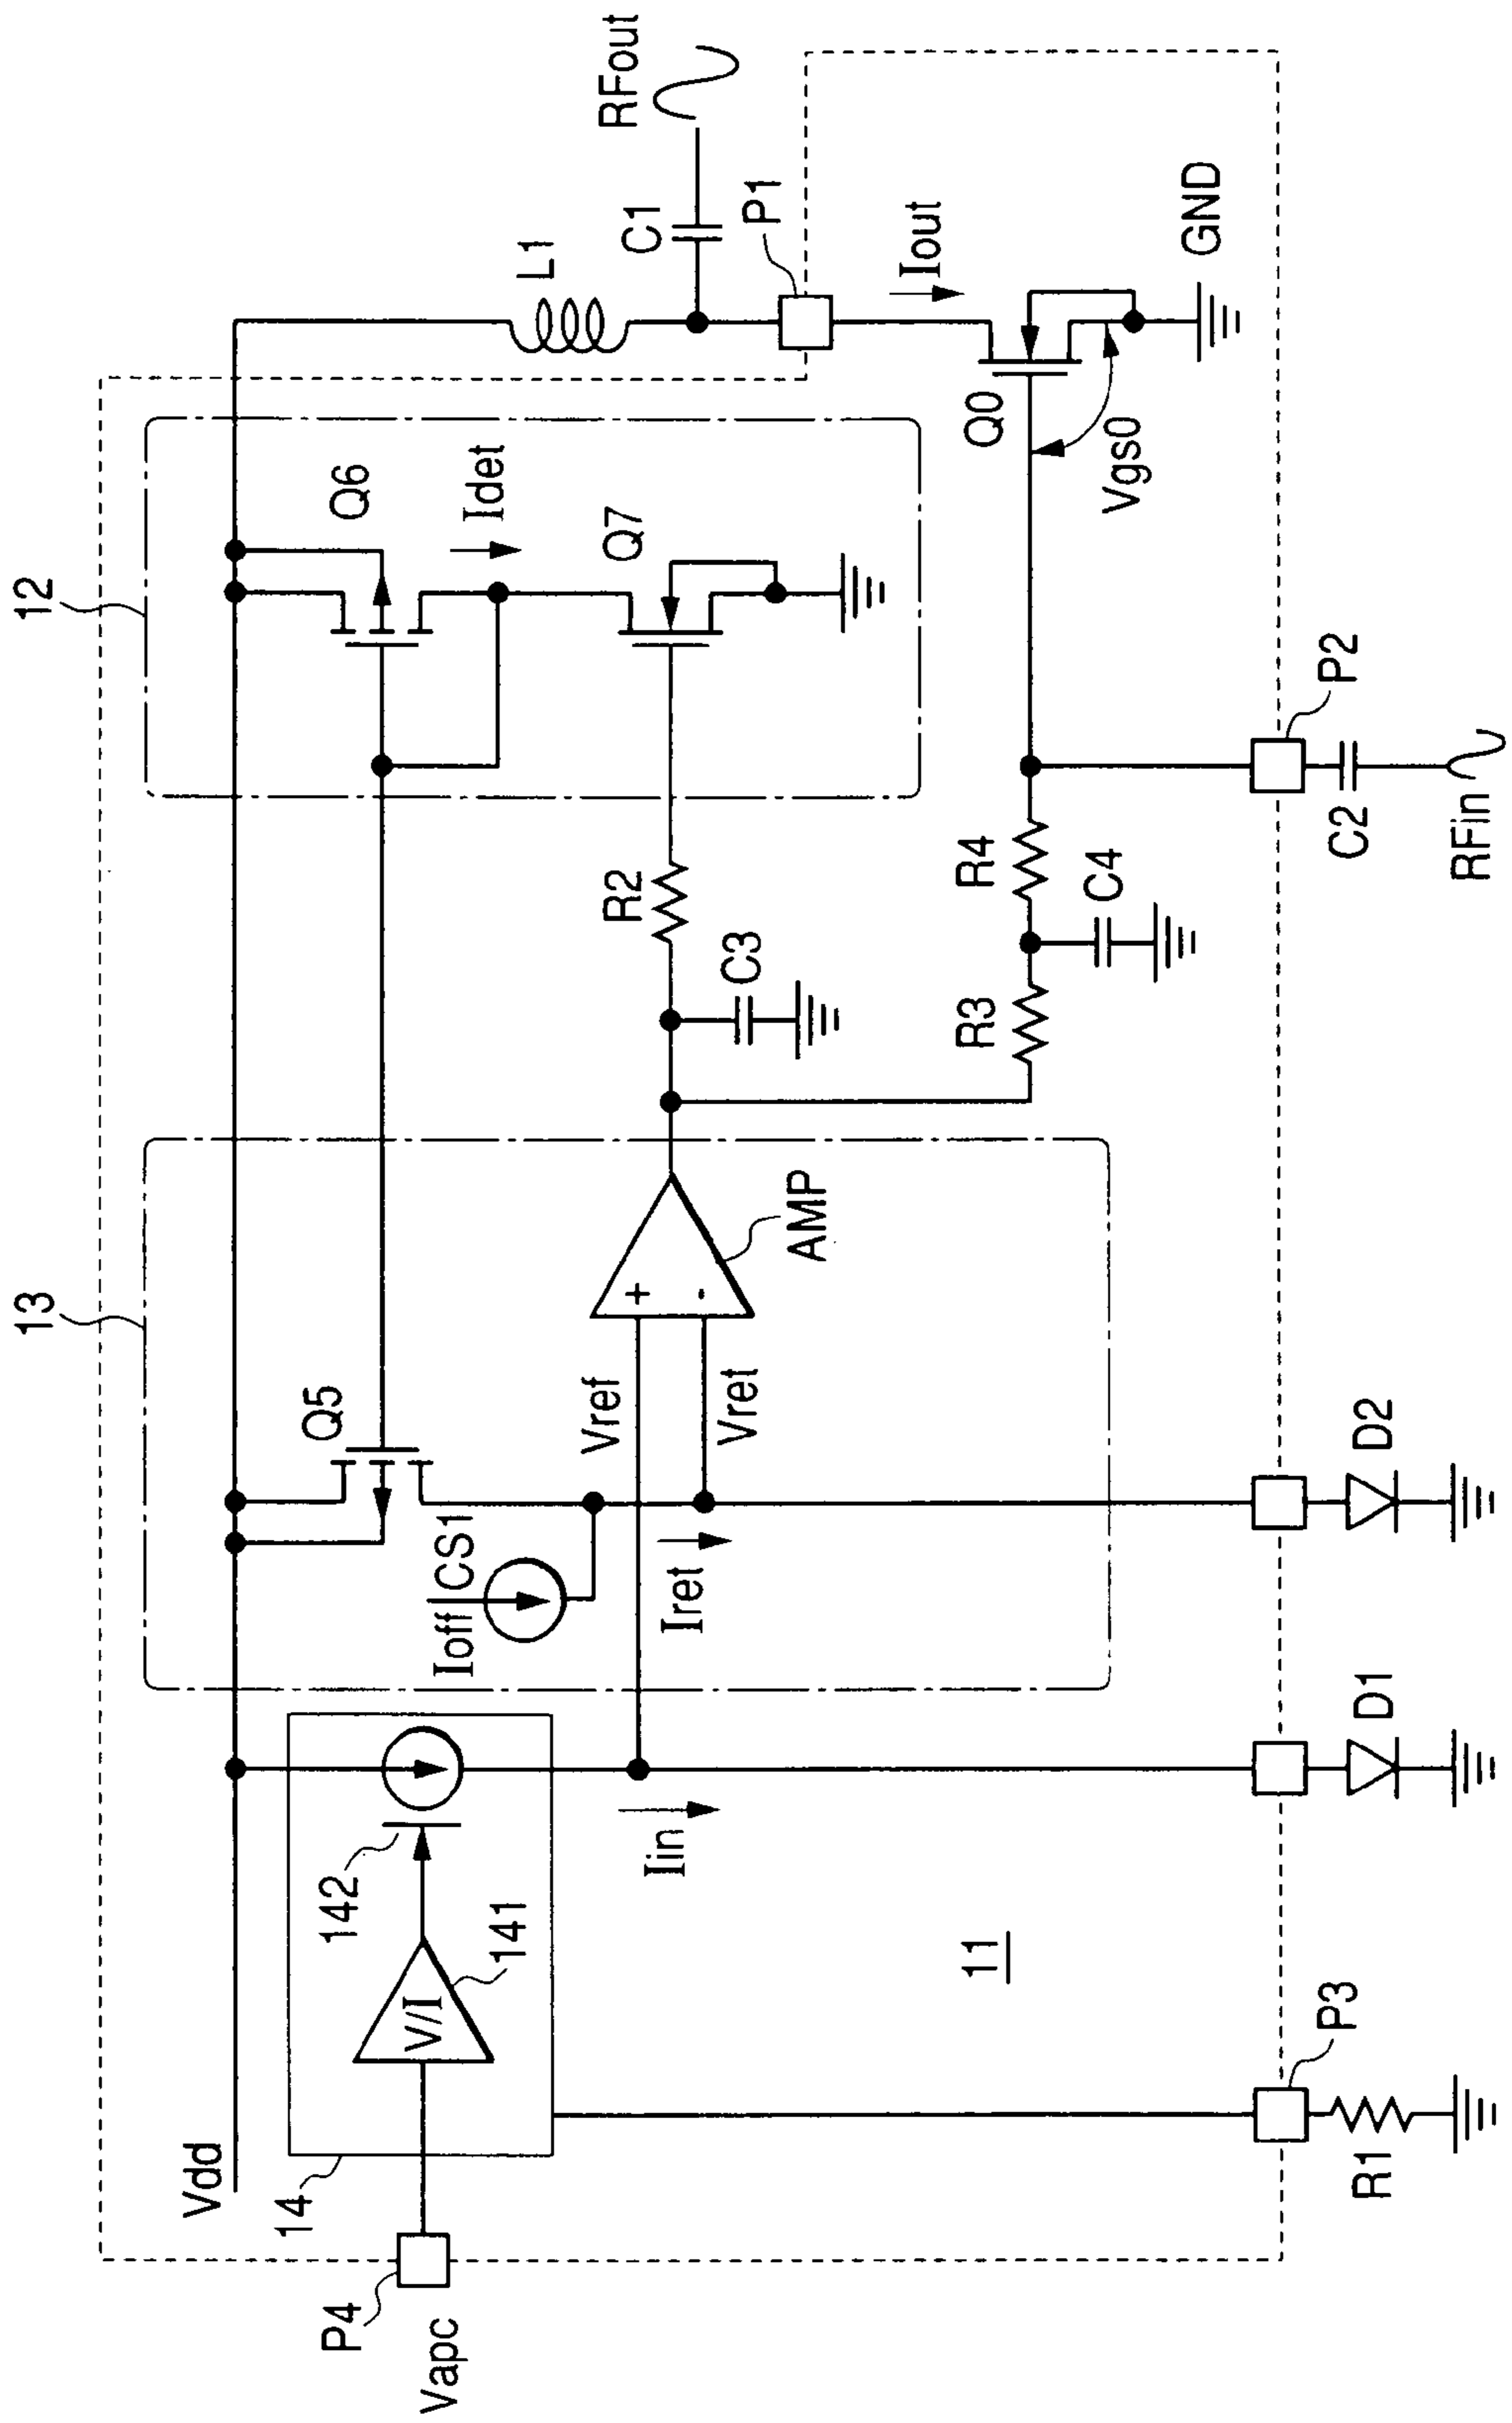 12
13
RFout
L1
C1
P1
Iout
GND
Q6
Idet
Q7
Q0
Vgs0
P2
C2
RFin
R2
C3
R4
C4
R3
AMP
+
-
Q5
Vref
Vret
CS1
Ioff
Iret
D2
D1
Iin
142
141
V/I
11
Vdd
14
P3
R1
P4
Vapc